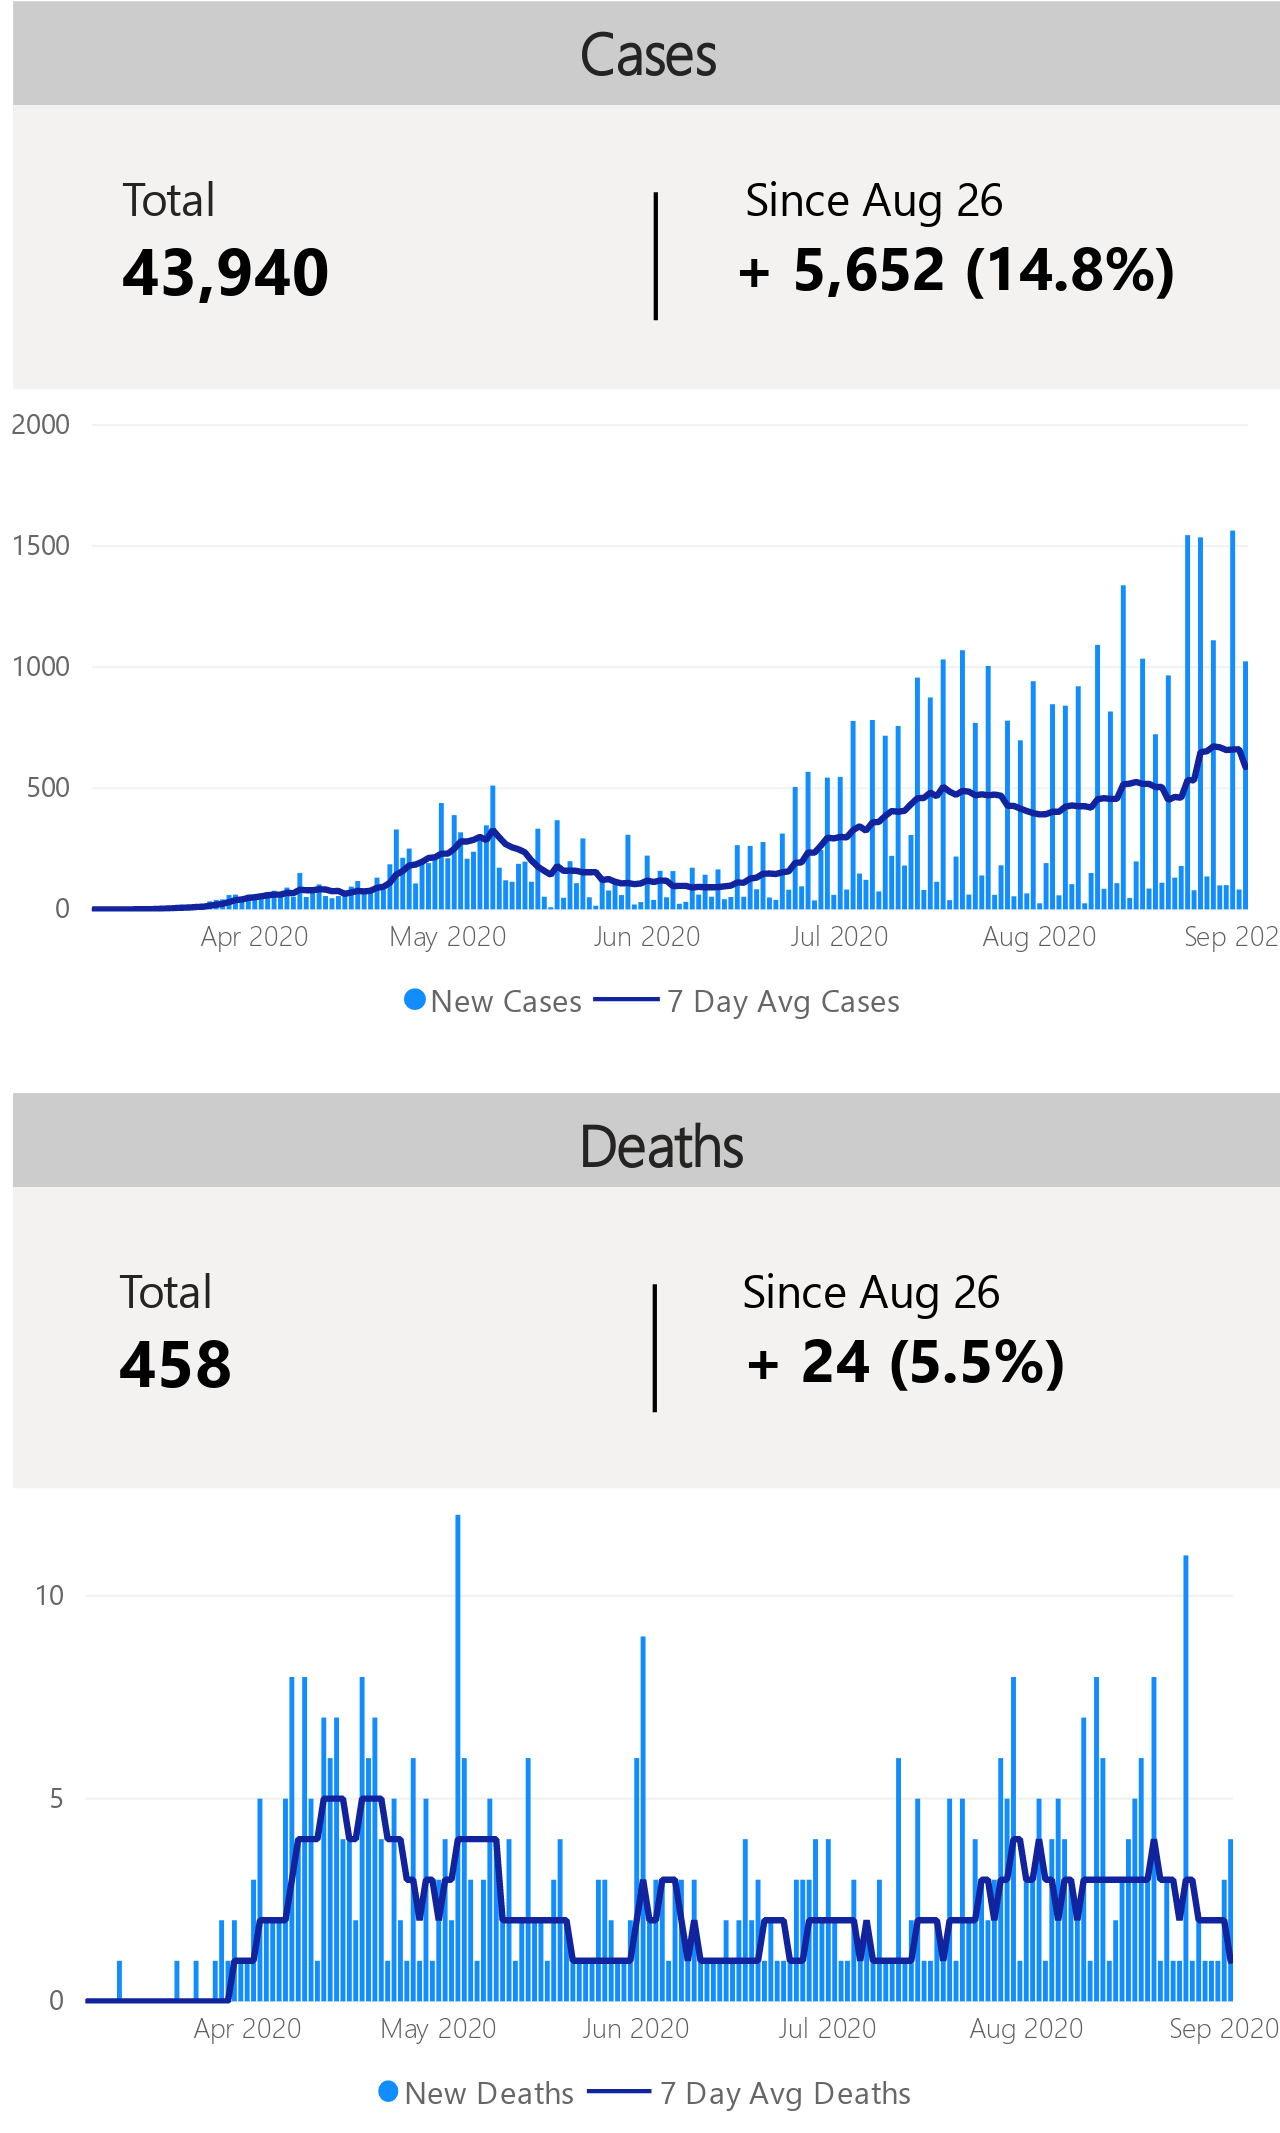 Cases
Total
Since Aug 26
43,940
+ 5,652 (14.8%)
2000
1500
1000
500
0
Apr 2020
May 2020
Jun 2020
Jul 2020
Aug 2020
Sep 202
New Cases
7 Day Avg Cases
Deaths
Total
Since Aug 26
458
+ 24 (5.5%)
10
5
0
Apr 2020
May 2020
Jun 2020
Jul 2020
Aug 2020
Sep 2020
New Deaths
7 Day Avg Deaths